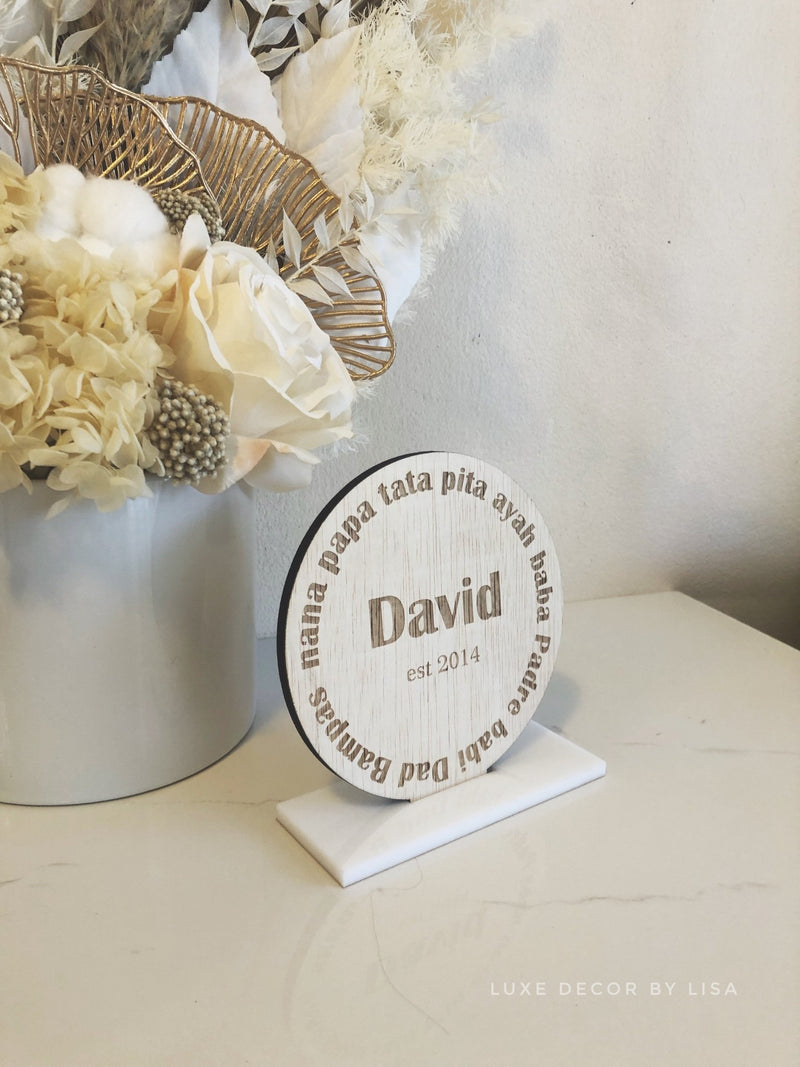 nana papa tata pita ayah baba Padre babi Dad Bampas
David
est 2014
LUXE DECOR BY LISA